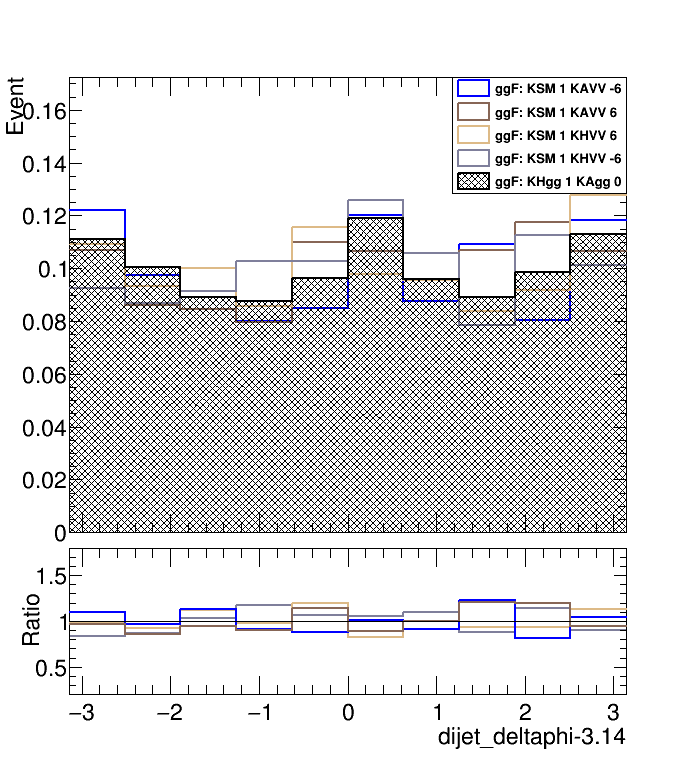 Event
0.16
0.14
0.12
0.1
0.08
0.06
0.04
0.02
0
ggF: KSM 1 KAVV -6
ggF: KSM 1 KAVV 6
ggF: KSM 1 KHVV 6
ggF: KSM 1 KHVV -6
ggF: KHgg 1 KAgg 0
Ratio
1.5
1
0.5
−3 −2 −1 0 1 2 3
dijet_deltaphi-3.14